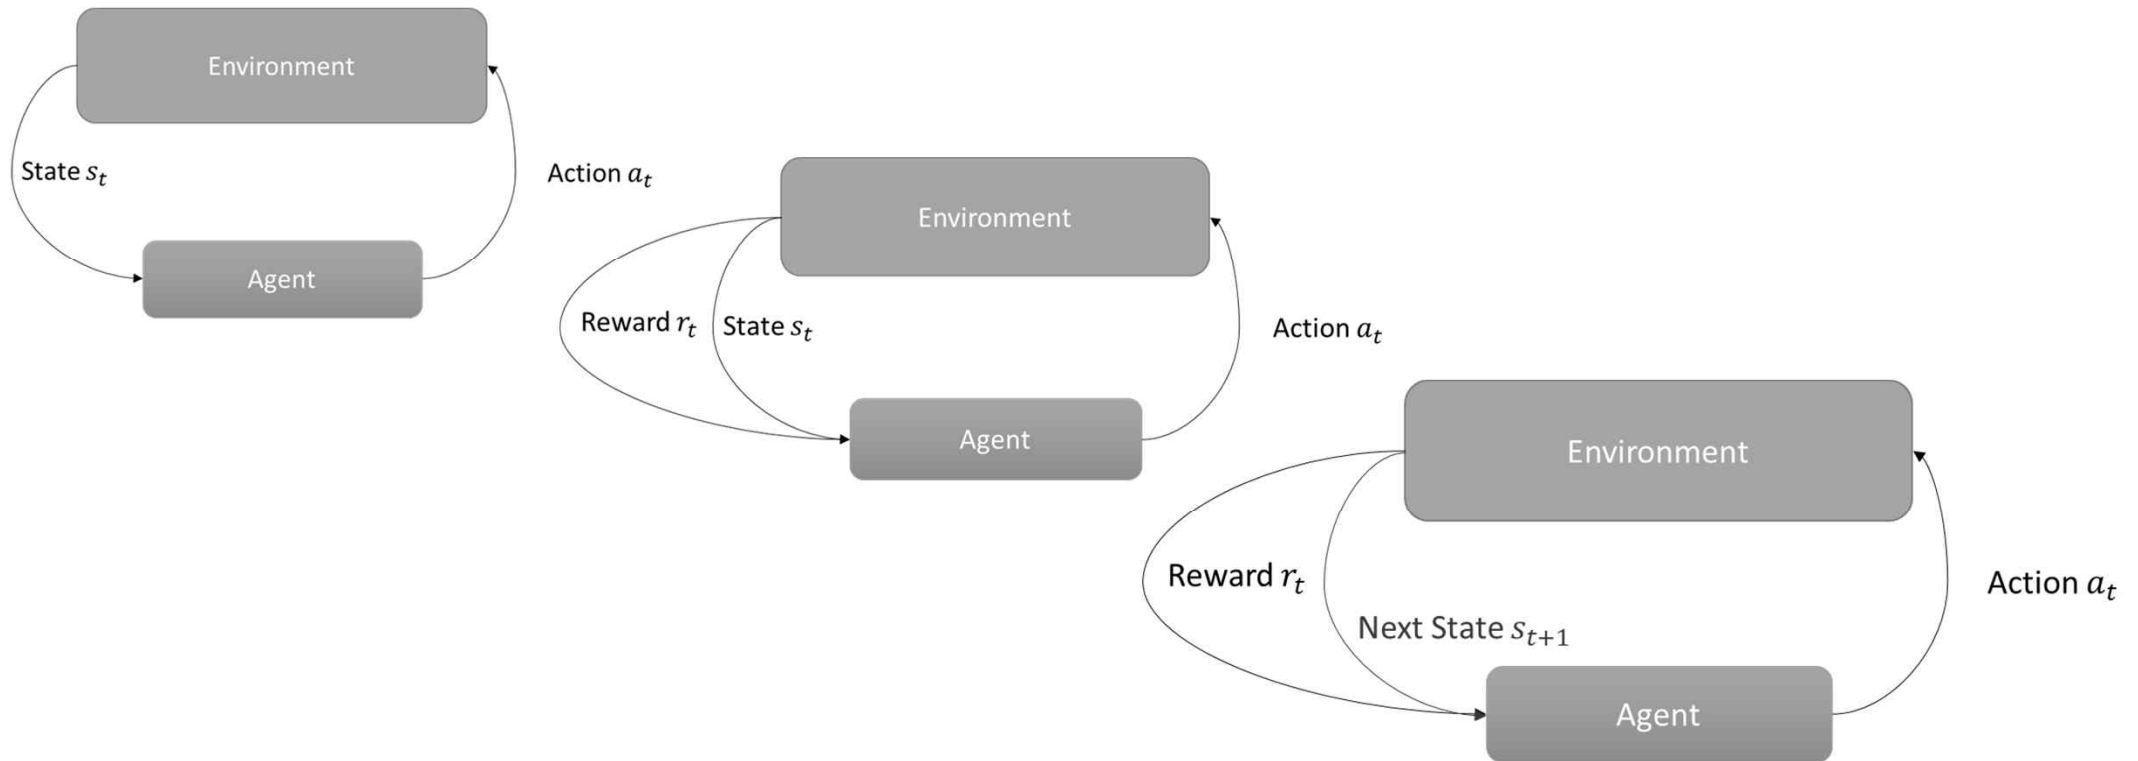 Environment
State s_t
Action a_t
Agent
Environment
Reward r_t
State s_t
Action a_t
Agent
Environment
Reward r_t
Next State s_{t+1}
Action a_t
Agent